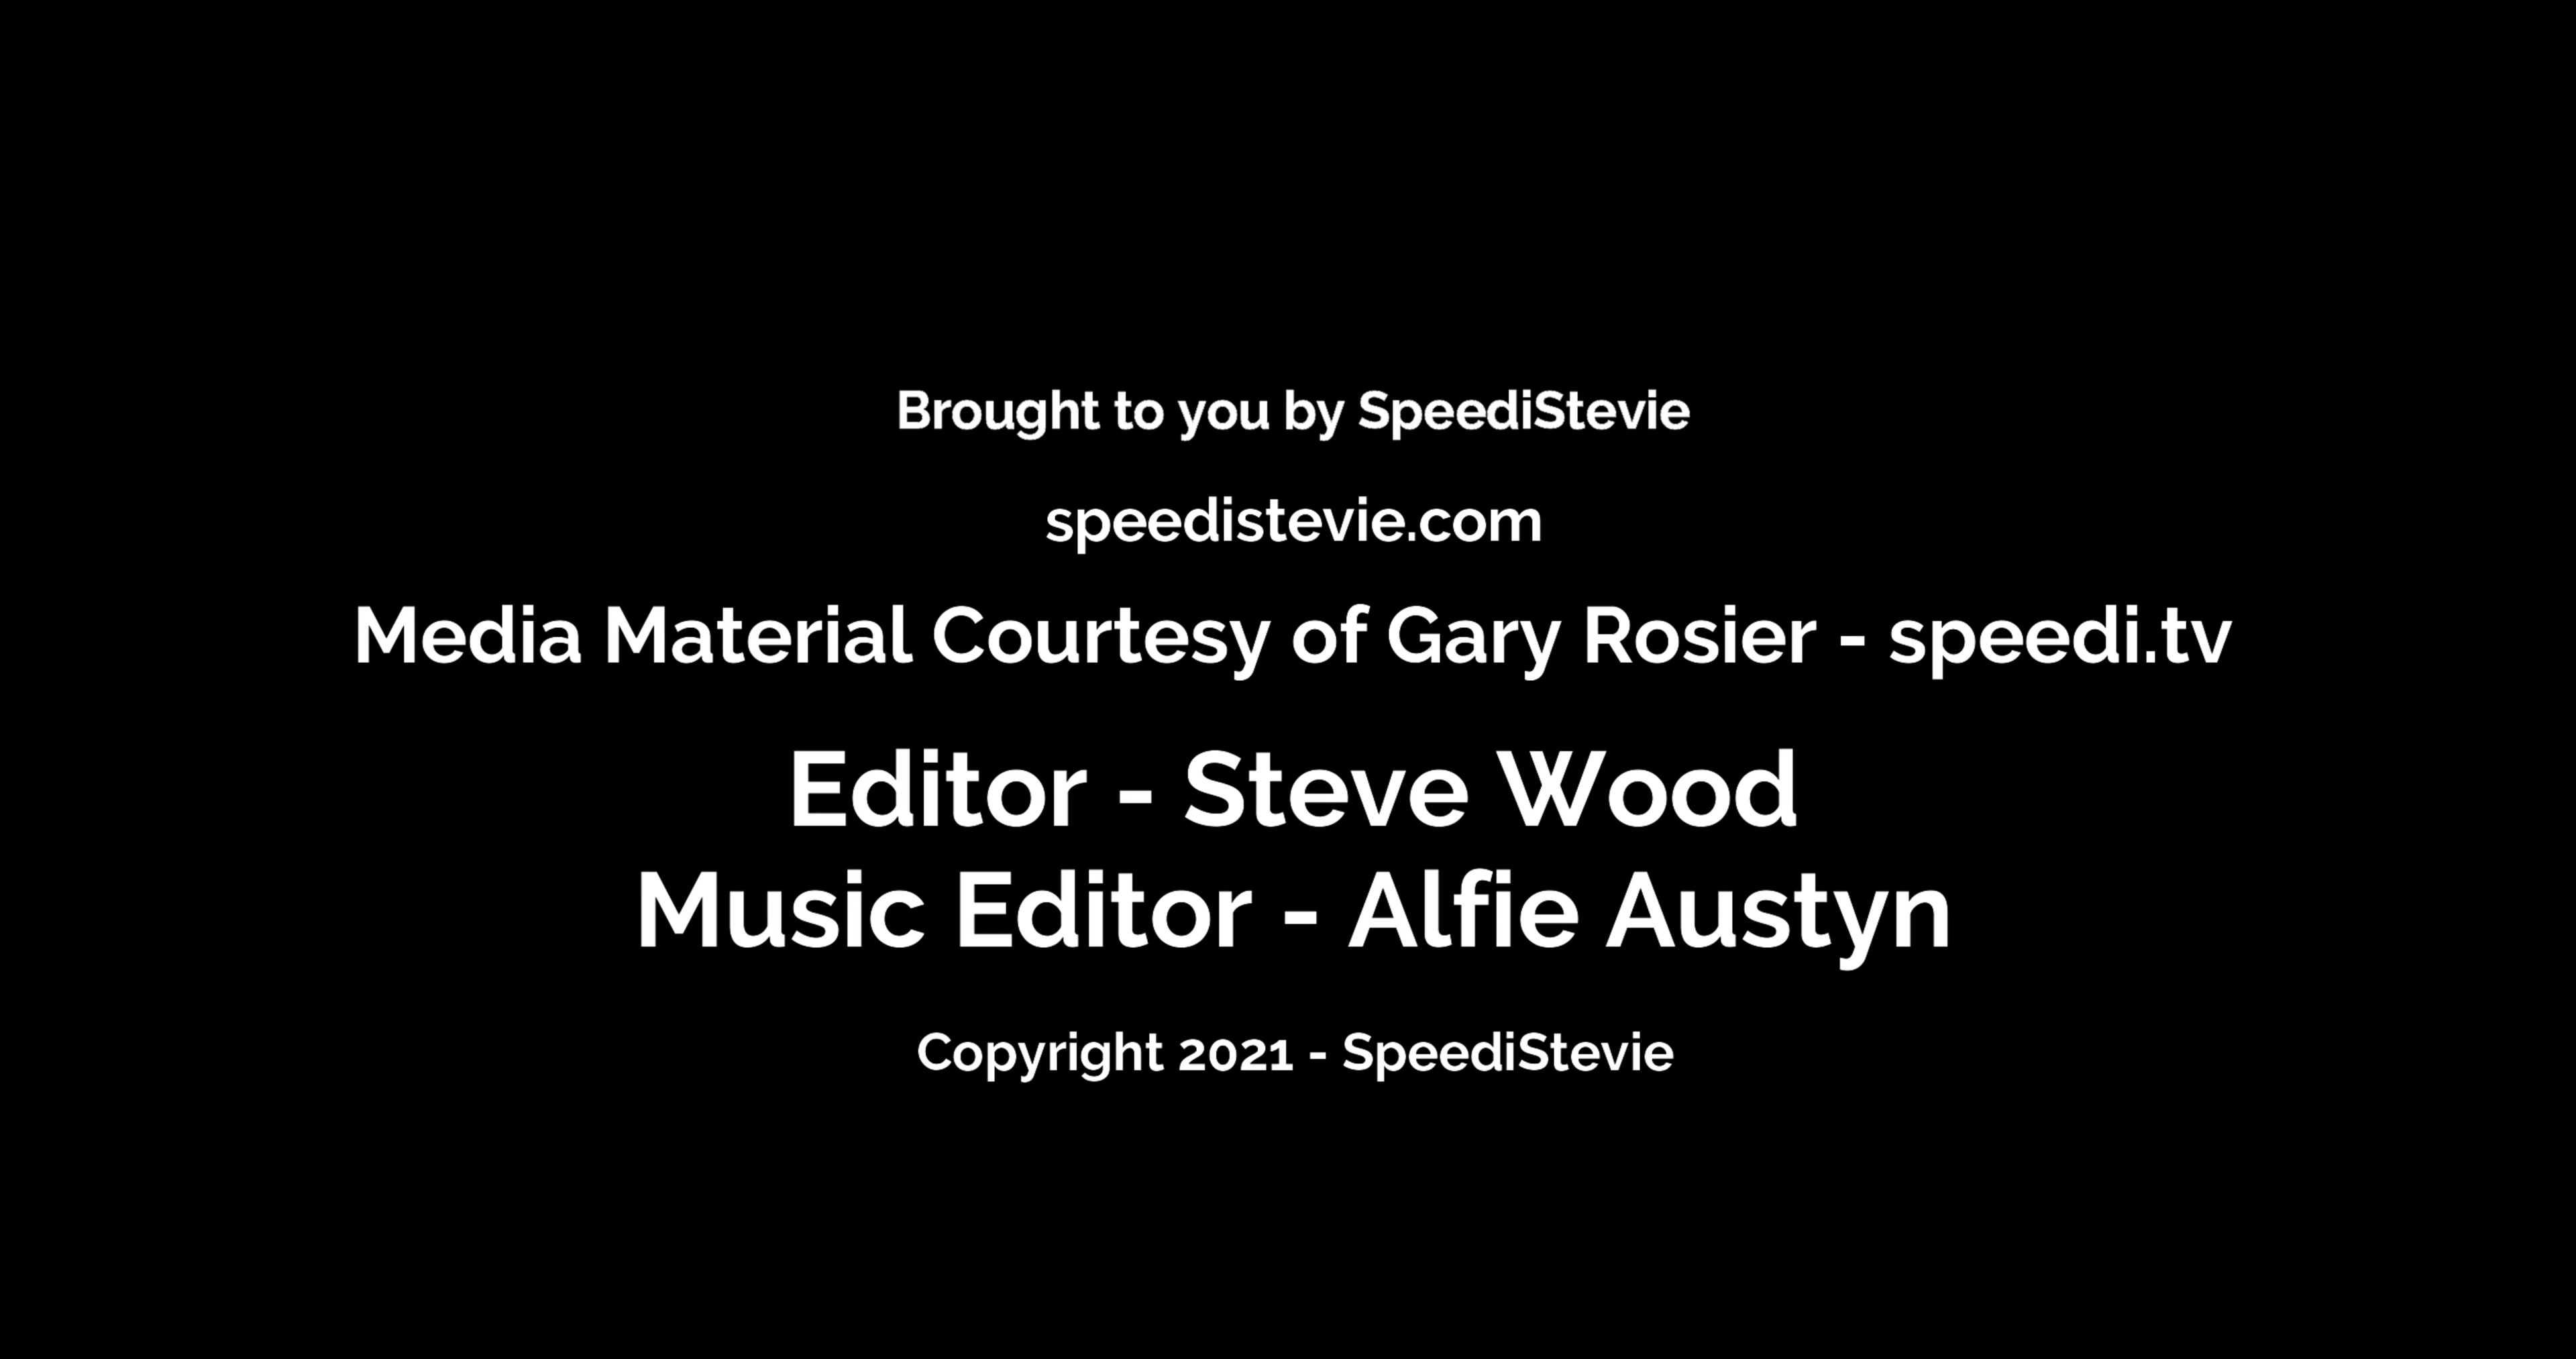 Brought to you by SpeediStevie
speedistevie.com
Media Material Courtesy of Gary Rosier - speedi.tv
Editor - Steve Wood
Music Editor - Alfie Austyn
Copyright 2021 - SpeediStevie